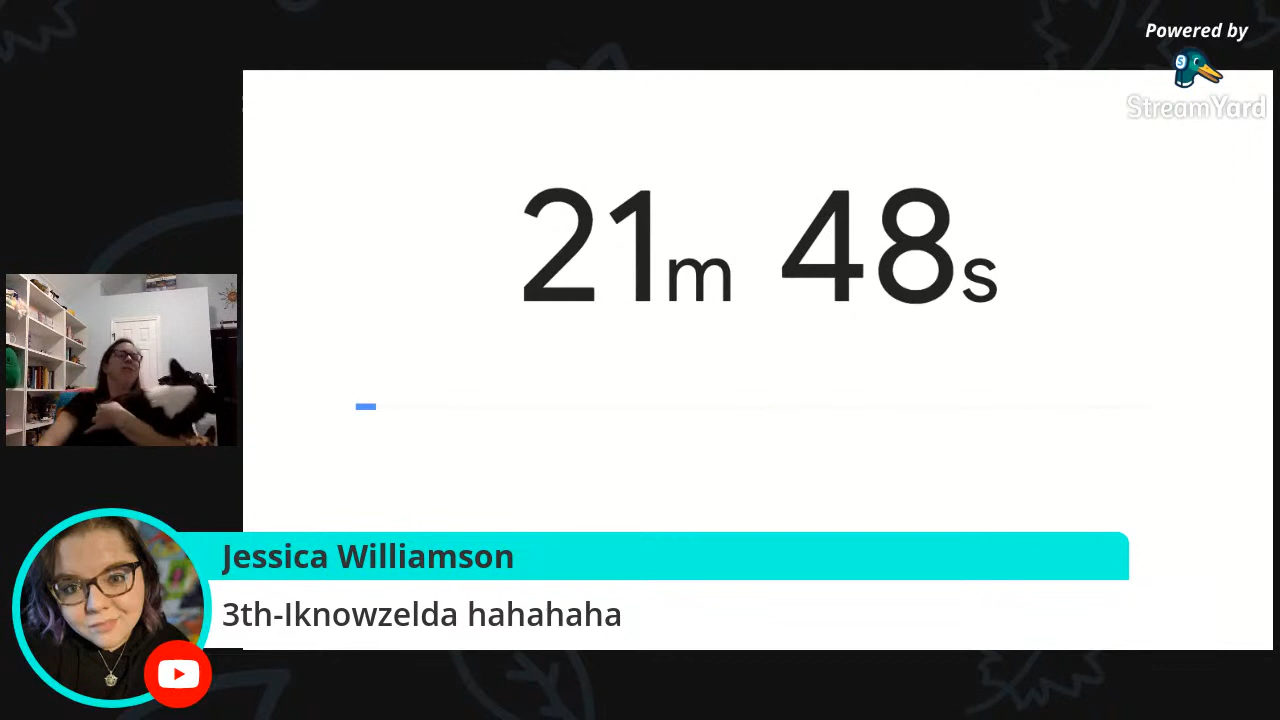 Powered by
StreamYard
21m 48s
Jessica Williamson
3th-Iknowzelda hahahaha